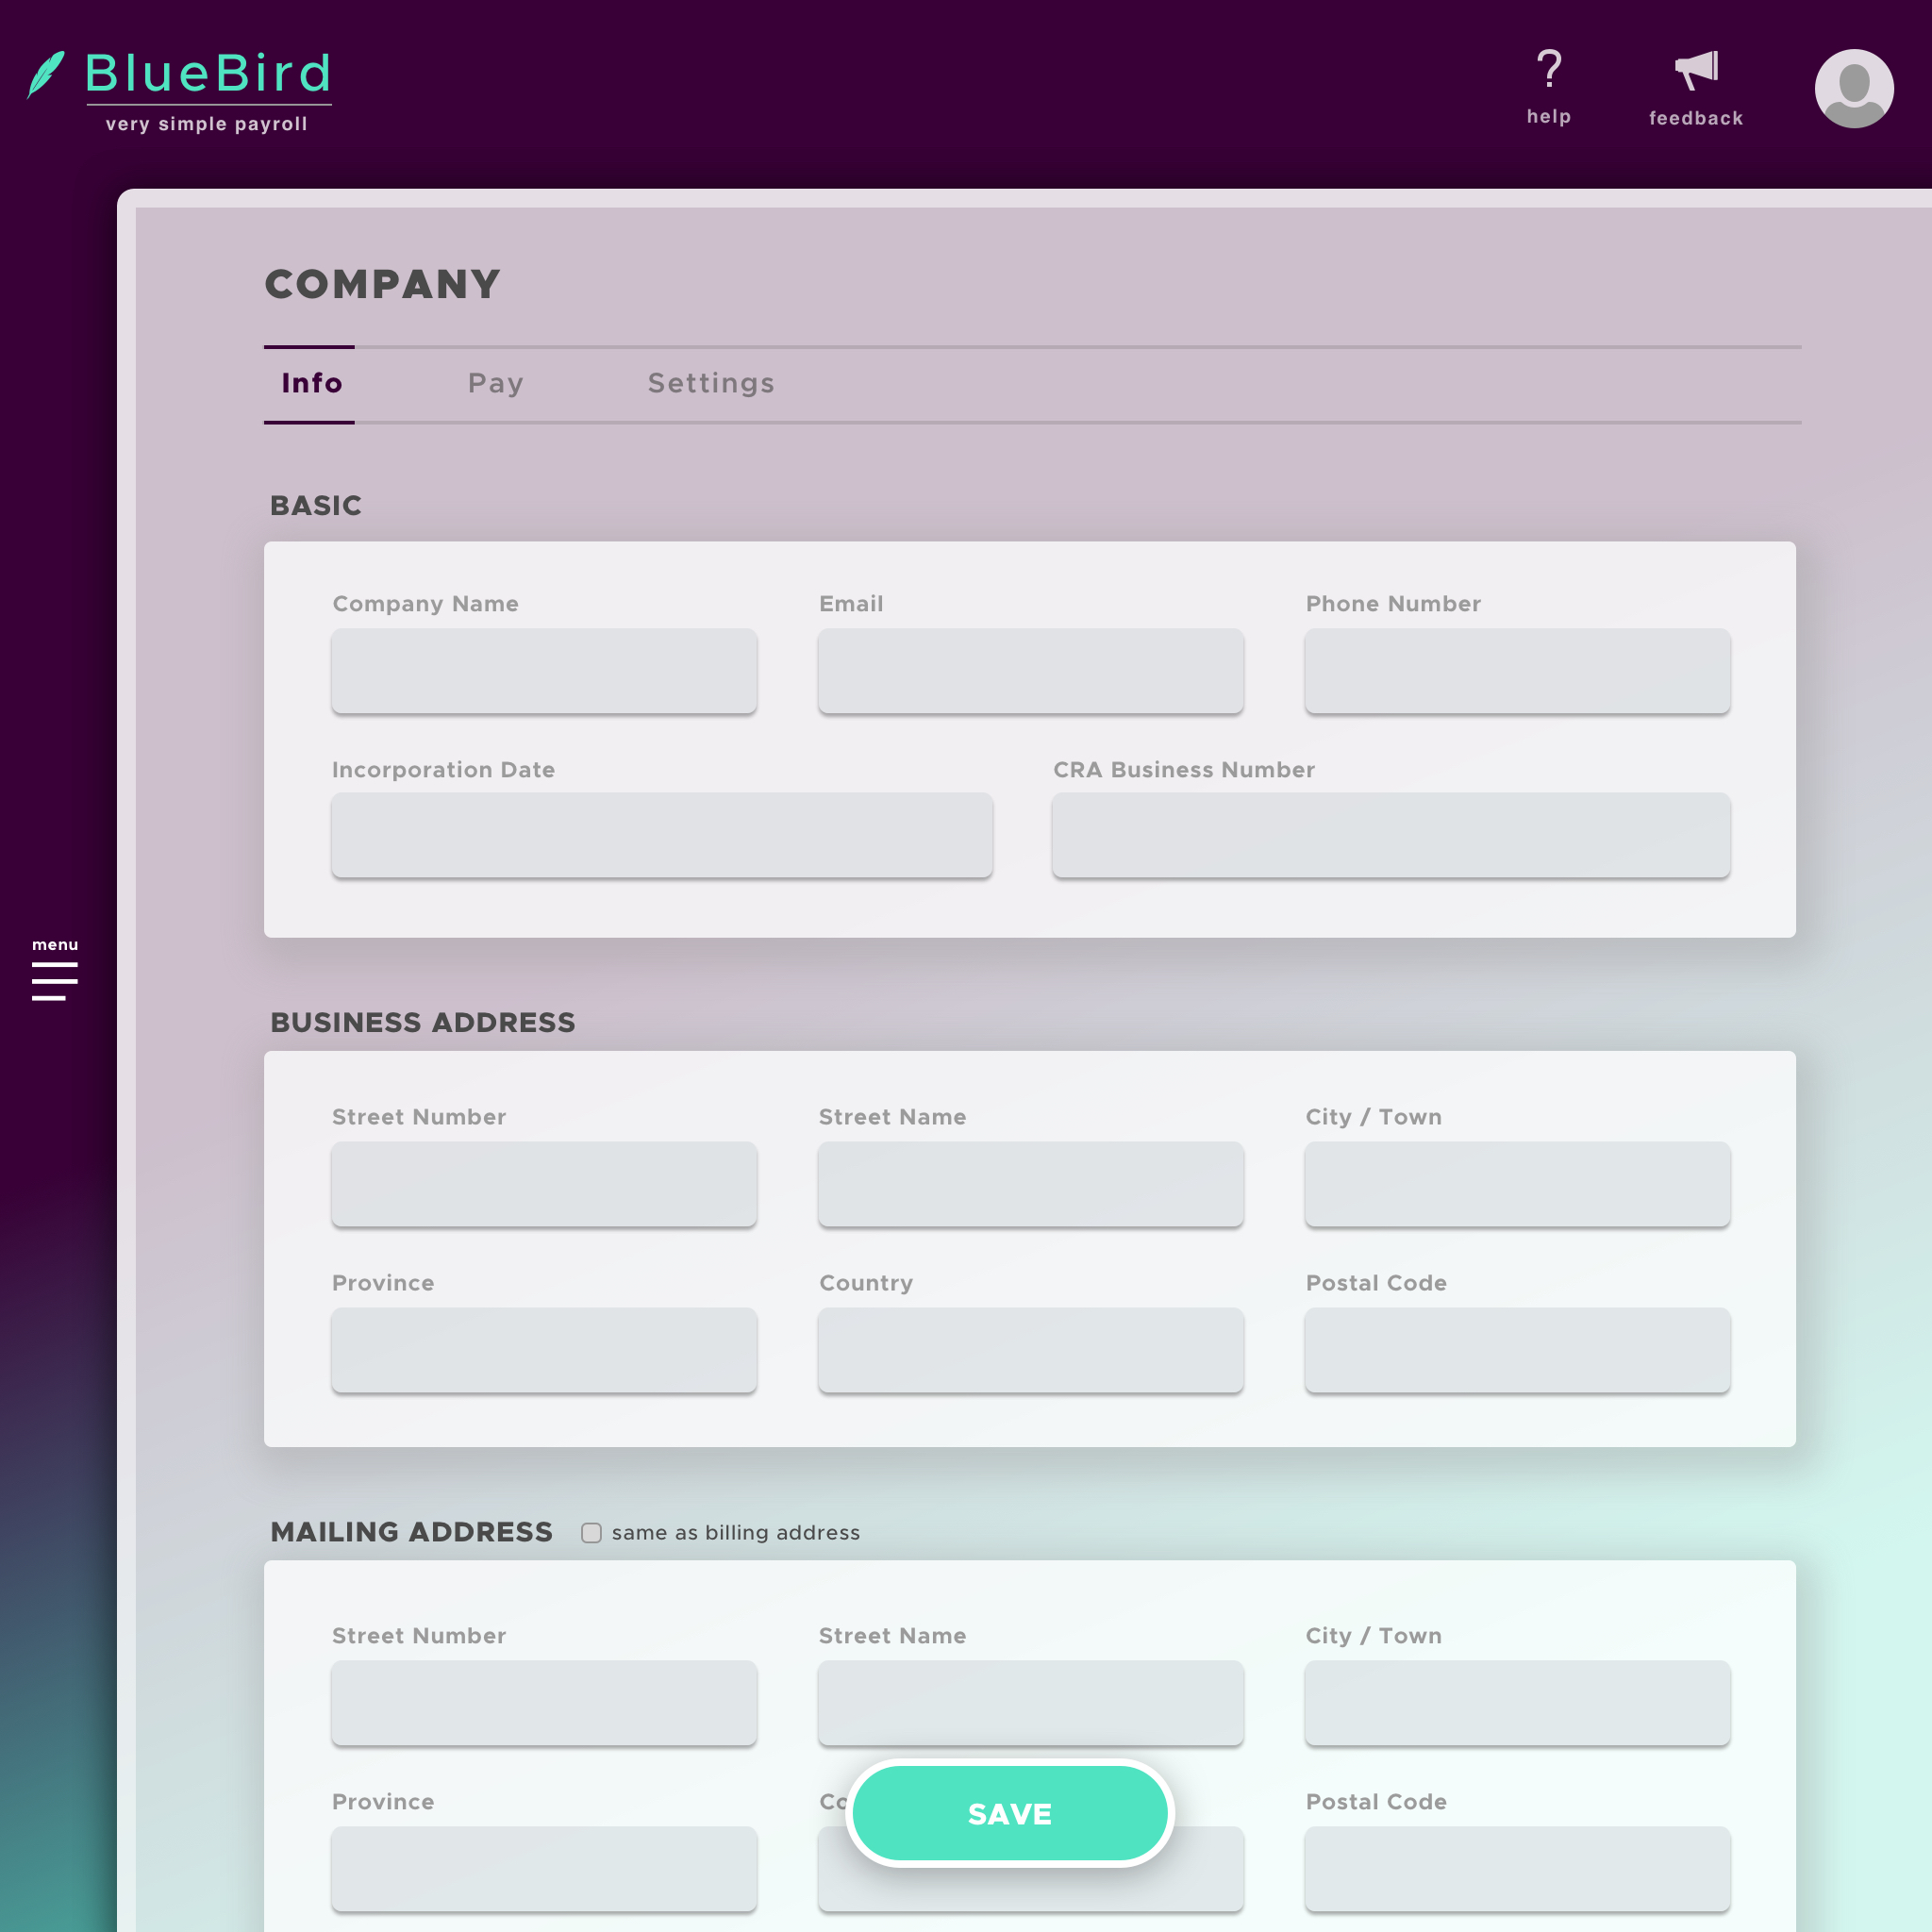 BlueBird
very simple payroll
?
help
feedback
COMPANY
Info Pay Settings
BASIC
Company Name Email Phone Number
Incorporation Date CRA Business Number
menu
BUSINESS ADDRESS
Street Number Street Name City / Town
Province Country Postal Code
MAILING ADDRESS same as billing address
Street Number Street Name City / Town
Province Postal Code
SAVE